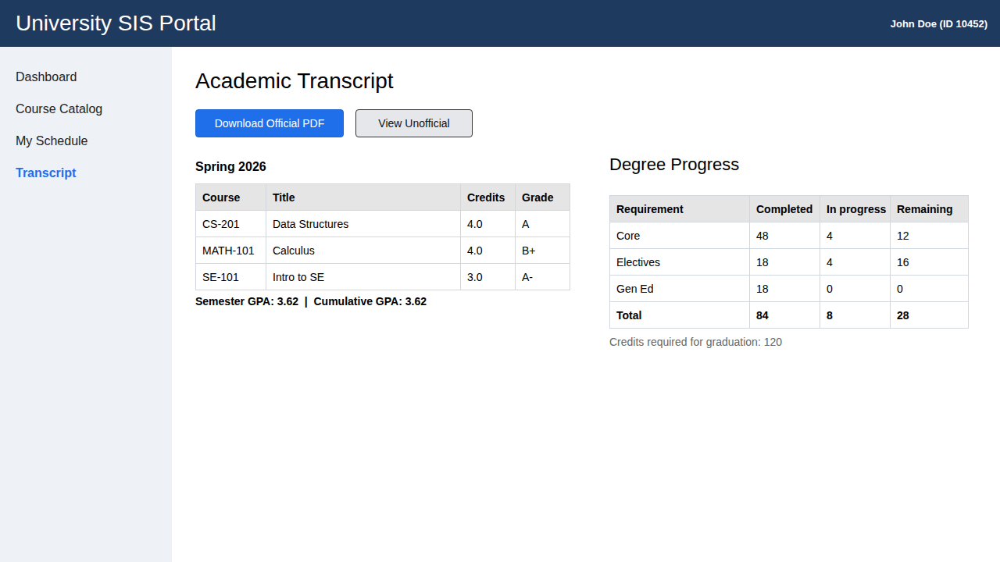 University SIS Portal
John Doe (ID 10452)
Dashboard
Course Catalog
My Schedule
Transcript
Academic Transcript
Download Official PDF
View Unofficial
Spring 2026
Course Title Credits Grade
CS-201 Data Structures 4.0 A
MATH-101 Calculus 4.0 B+
SE-101 Intro to SE 3.0 A-
Semester GPA: 3.62 | Cumulative GPA: 3.62
Degree Progress
Requirement Completed In progress Remaining
Core 48 4 12
Electives 18 4 16
Gen Ed 18 0 0
Total 84 8 28
Credits required for graduation: 120